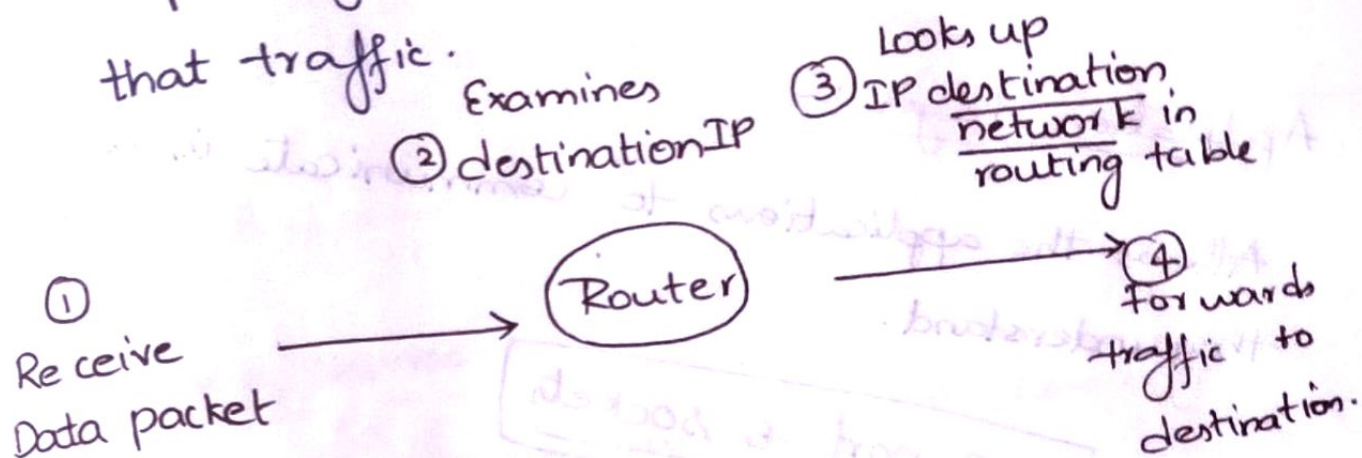 that traffic.
① Receive
Data packet
② Examines
destination IP
Router
③ Looks up
IP destination
network in
routing table
④
Forwards
traffic to
destination.